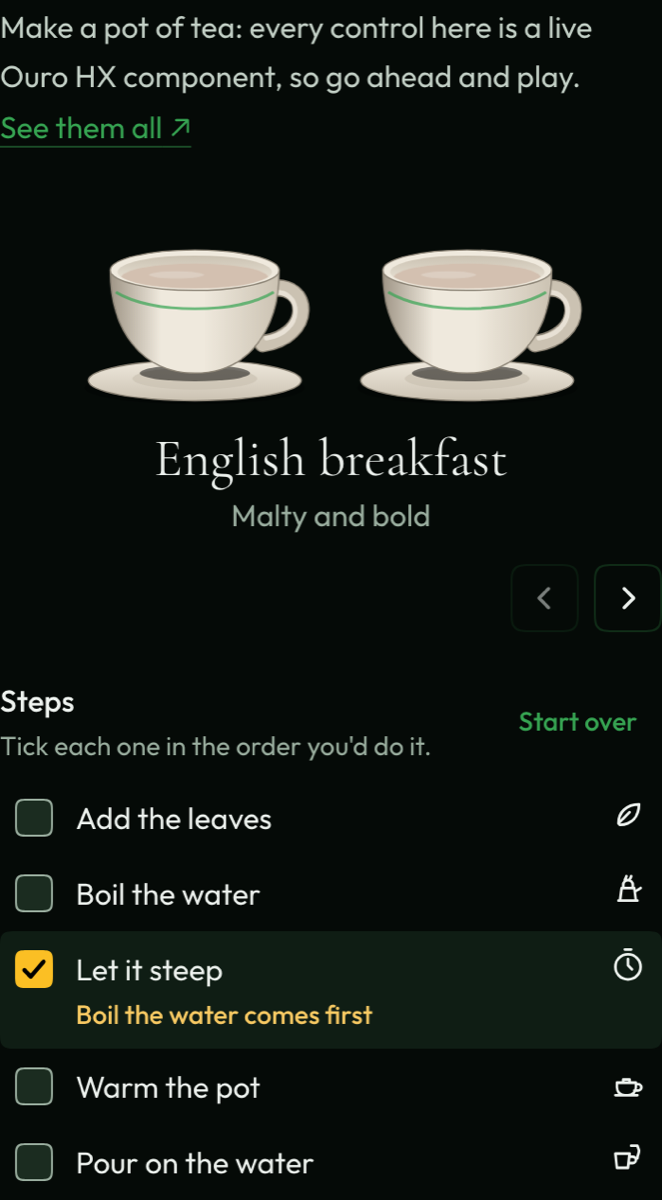 Make a pot of tea: every control here is a live
Ouro HX component, so go ahead and play.
See them all ↗
English breakfast
Malty and bold
Steps
Start over
Tick each one in the order you'd do it.
Add the leaves
Boil the water
Let it steep
Boil the water comes first
Warm the pot
Pour on the water